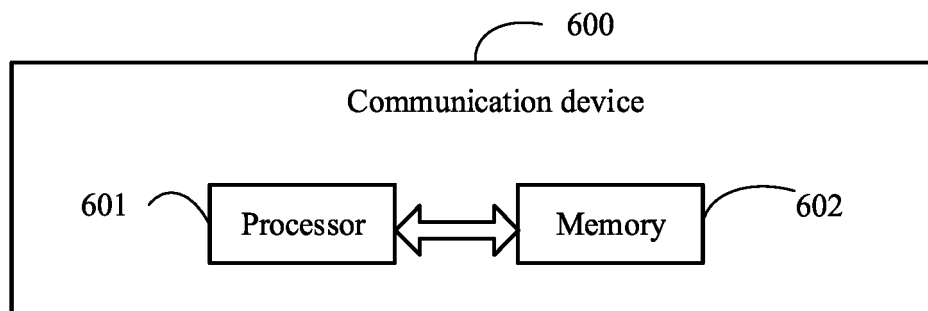 600
Communication device
601
Processor
Memory
602